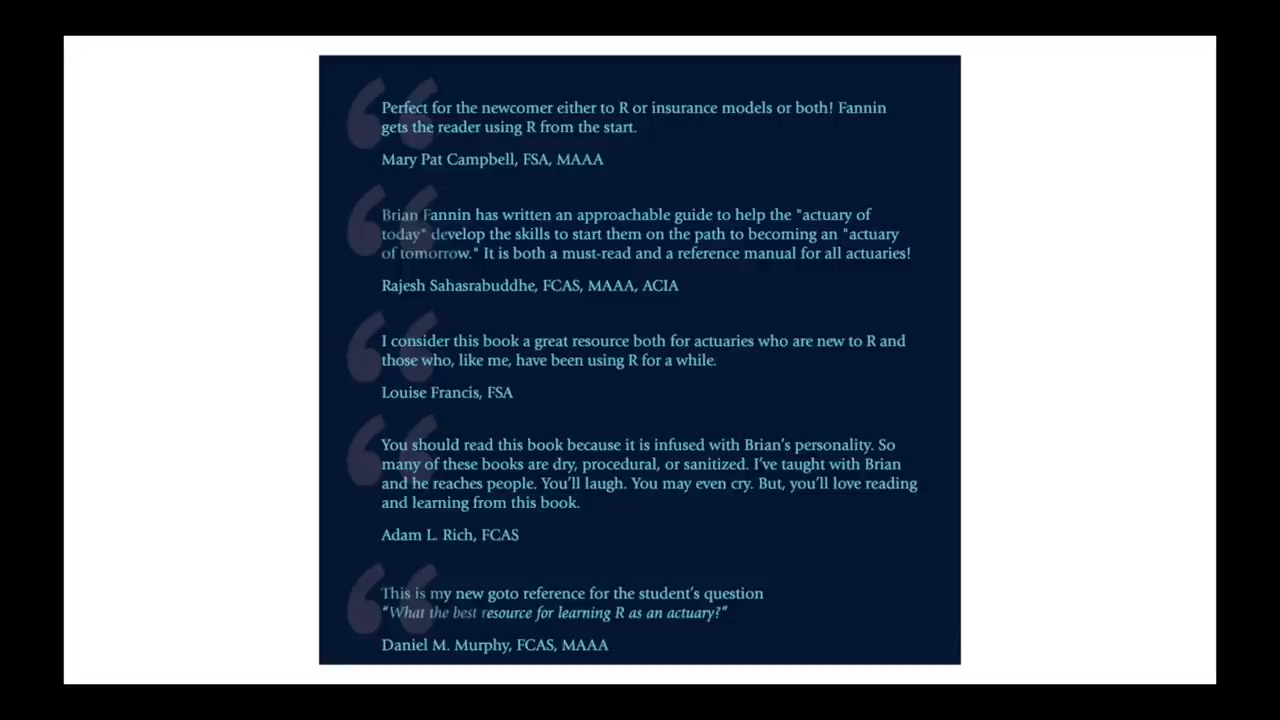 Perfect for the newcomer either to R or insurance models or both! Fannin
gets the reader using R from the start.
Mary Pat Campbell, FSA, MAAA
Brian Fannin has written an approachable guide to help the "actuary of
today" develop the skills to start them on the path to becoming an "actuary
of tomorrow." It is both a must-read and a reference manual for all actuaries!
Rajesh Sahasrabuddhe, FCAS, MAAA, ACIA
I consider this book a great resource both for actuaries who are new to R and
those who, like me, have been using R for a while.
Louise Francis, FSA
You should read this book because it is infused with Brian’s personality. So
many of these books are dry, procedural, or sanitized. I’ve taught with Brian
and he reaches people. You’ll laugh. You may even cry. But, you’ll love reading
and learning from this book.
Adam L. Rich, FCAS
This is my new goto reference for the student’s question
“What the best resource for learning R as an actuary?”
Daniel M. Murphy, FCAS, MAAA